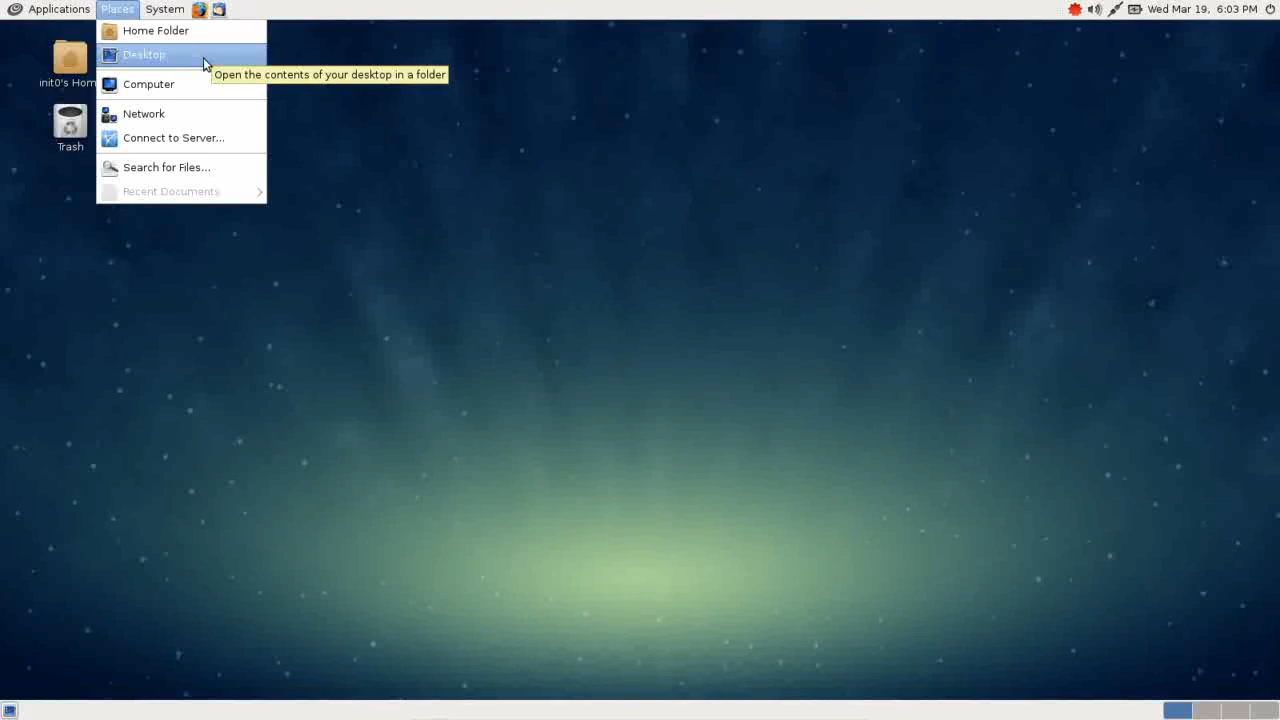 Applications Places System
Wed Mar 19, 6:03 PM
Home Folder
Desktop
Open the contents of your desktop in a folder
Computer
Network
Connect to Server...
Search for Files...
Recent Documents
init0's Hom
Trash